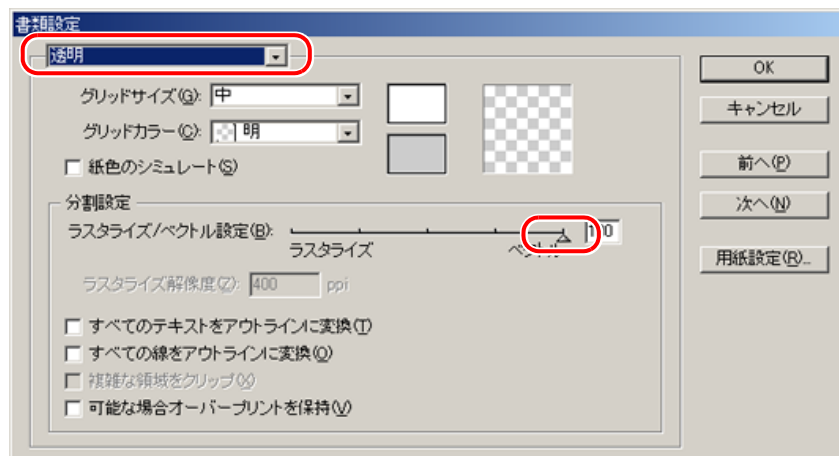 書類設定
透明
OK
グリッドサイズ(G): 中
キャンセル
グリッドカラー(C): 明
紙色のシミュレート(S)
前へ(P)
分割設定
次へ(N)
ラスタライズ/ベクトル設定(B): 100
ラスタライズ ベクトル
用紙設定(R)...
ラスタライズ解像度(Z): 400 ppi
すべてのテキストをアウトラインに変換(T)
すべての線をアウトラインに変換(O)
複雑な領域をクリップ(X)
可能な場合オーバープリントを保持(V)